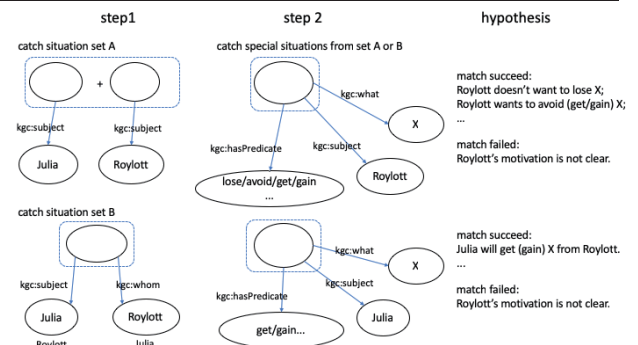 step1
step 2
hypothesis
catch situation set A
+
kgc:subject
kgc:subject
Julia
Roylott
catch special situations from set A or B
kgc:what
X
kgc:hasPredicate
kgc:subject
lose/avoid/get/gain
...
Roylott
match succeed:
Roylott doesn't want to lose X;
Roylott wants to avoid (get/gain) X;
...
match failed:
Roylott's motivation is not clear.
catch situation set B
kgc:subject
kgc:whom
Julia
Roylott
Roylott
Julia
kgc:what
X
kgc:hasPredicate
kgc:subject
get/gain...
Julia
match succeed:
Julia will get (gain) X from Roylott.
...
match failed:
Roylott's motivation is not clear.